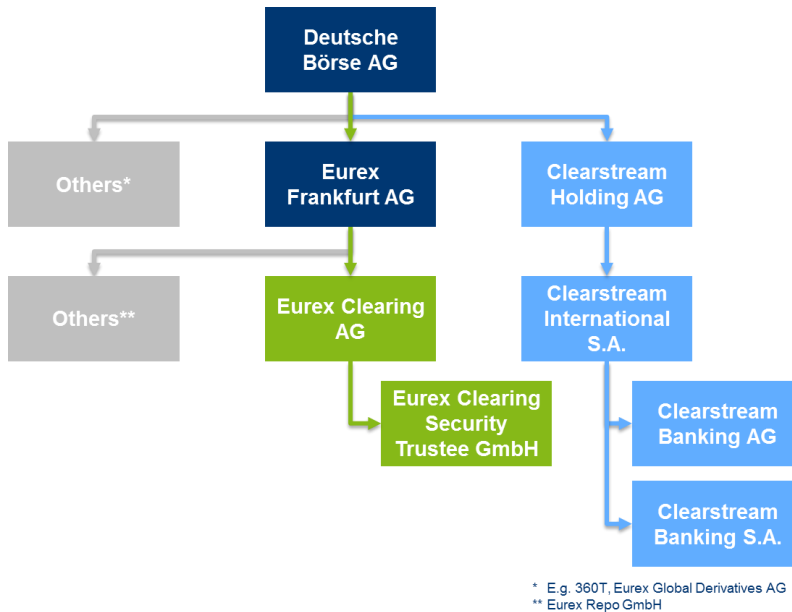 Deutsche
Börse AG
Others*
Eurex
Frankfurt AG
Clearstream
Holding AG
Others**
Eurex Clearing
AG
Clearstream
International
S.A.
Eurex Clearing
Security
Trustee GmbH
Clearstream
Banking AG
Clearstream
Banking S.A.
* E.g. 360T, Eurex Global Derivatives AG
** Eurex Repo GmbH